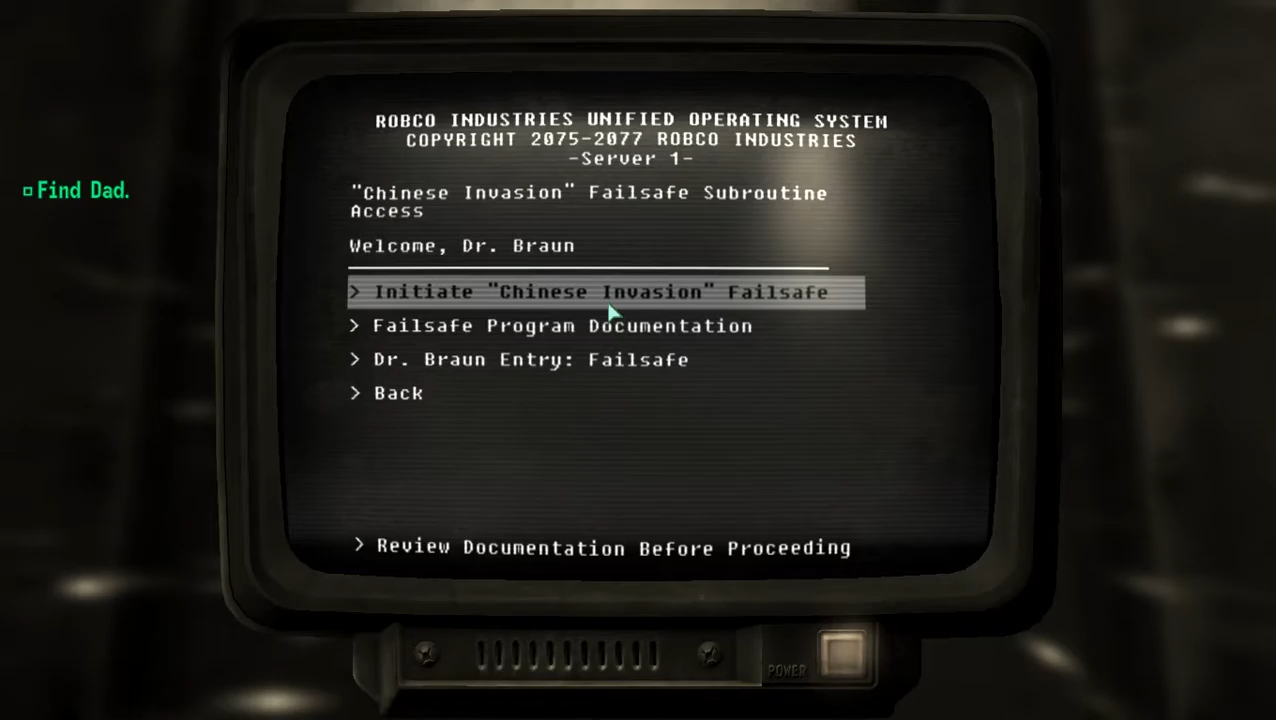 ROBCO INDUSTRIES UNIFIED OPERATING SYSTEM
COPYRIGHT 2075-2077 ROBCO INDUSTRIES
-Server 1-
□Find Dad.
"Chinese Invasion" Failsafe Subroutine
Access
Welcome, Dr. Braun
> Initiate "Chinese Invasion" Failsafe
> Failsafe Program Documentation
> Dr. Braun Entry: Failsafe
> Back
> Review Documentation Before Proceeding
POWER